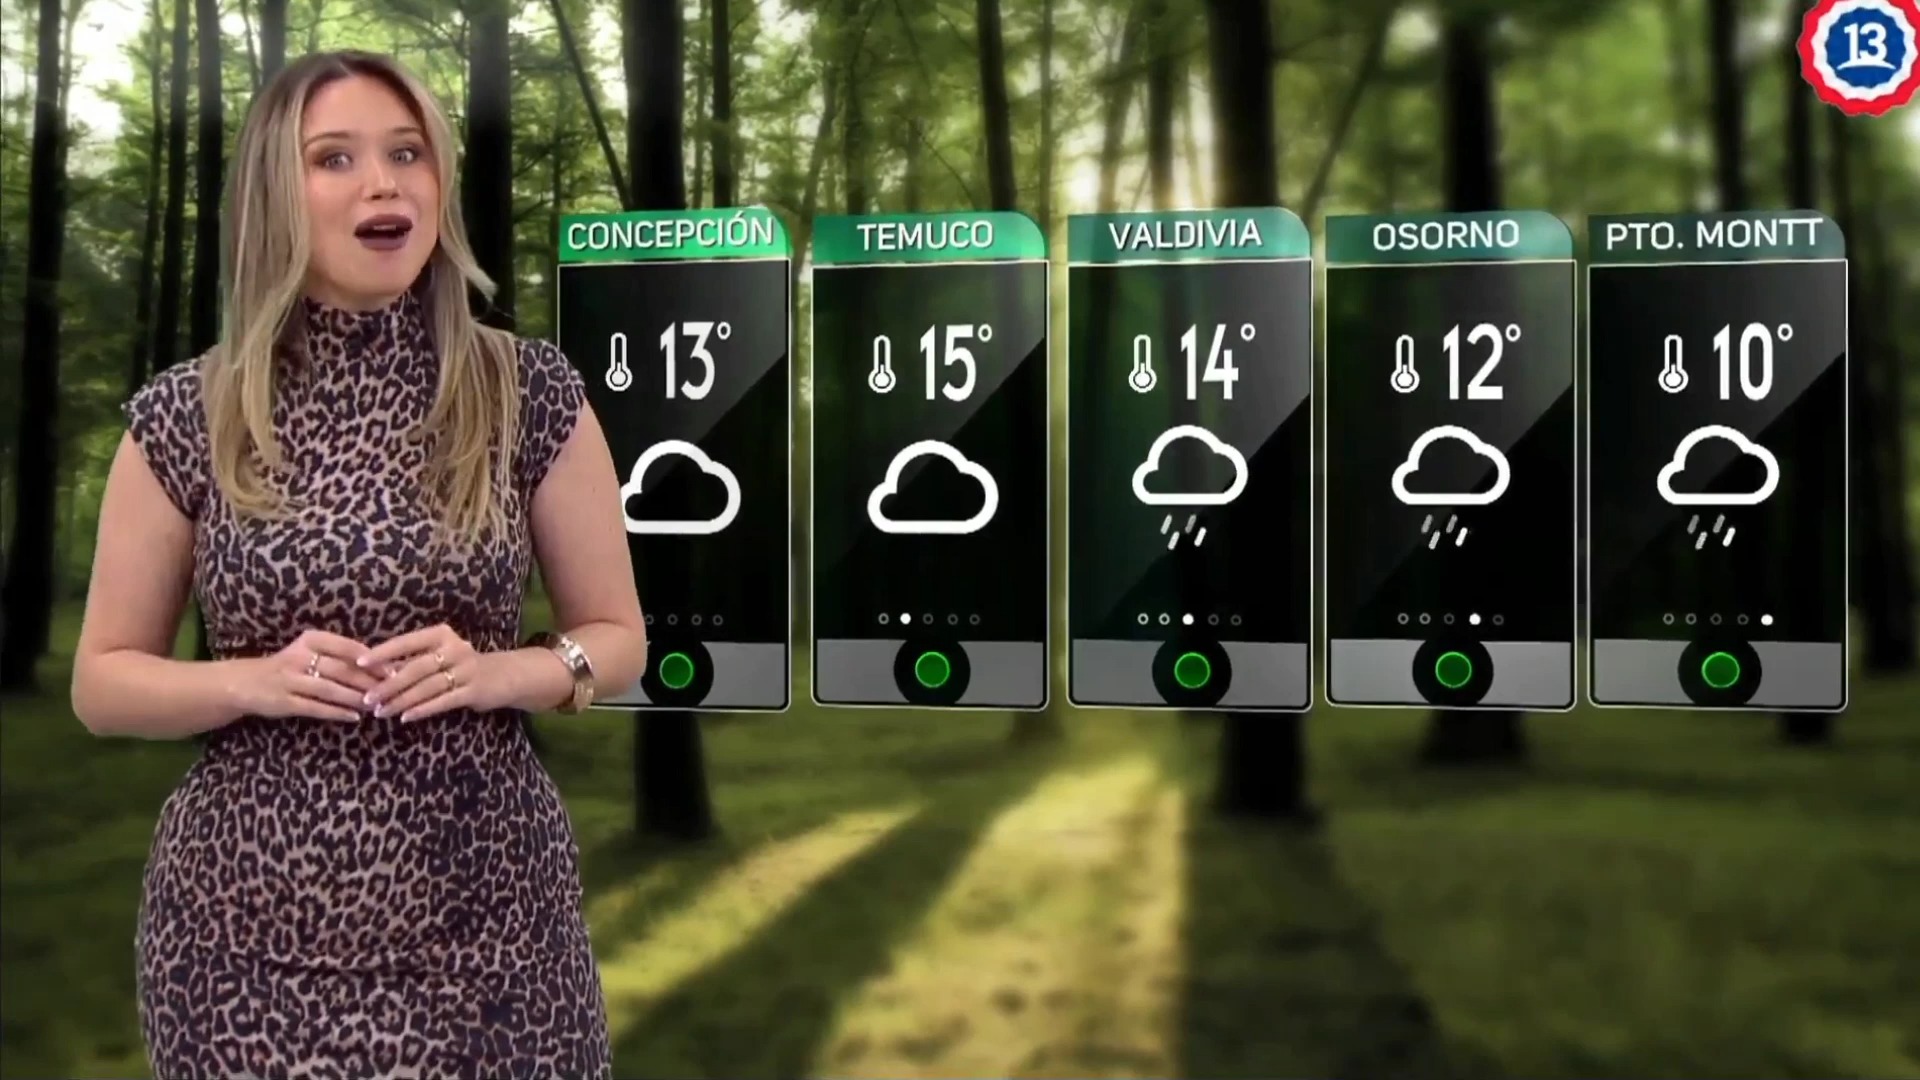 13
CONCEPCIÓN
TEMUCO
VALDIVIA
OSORNO
PTO. MONTT
13°
15°
14°
12°
10°